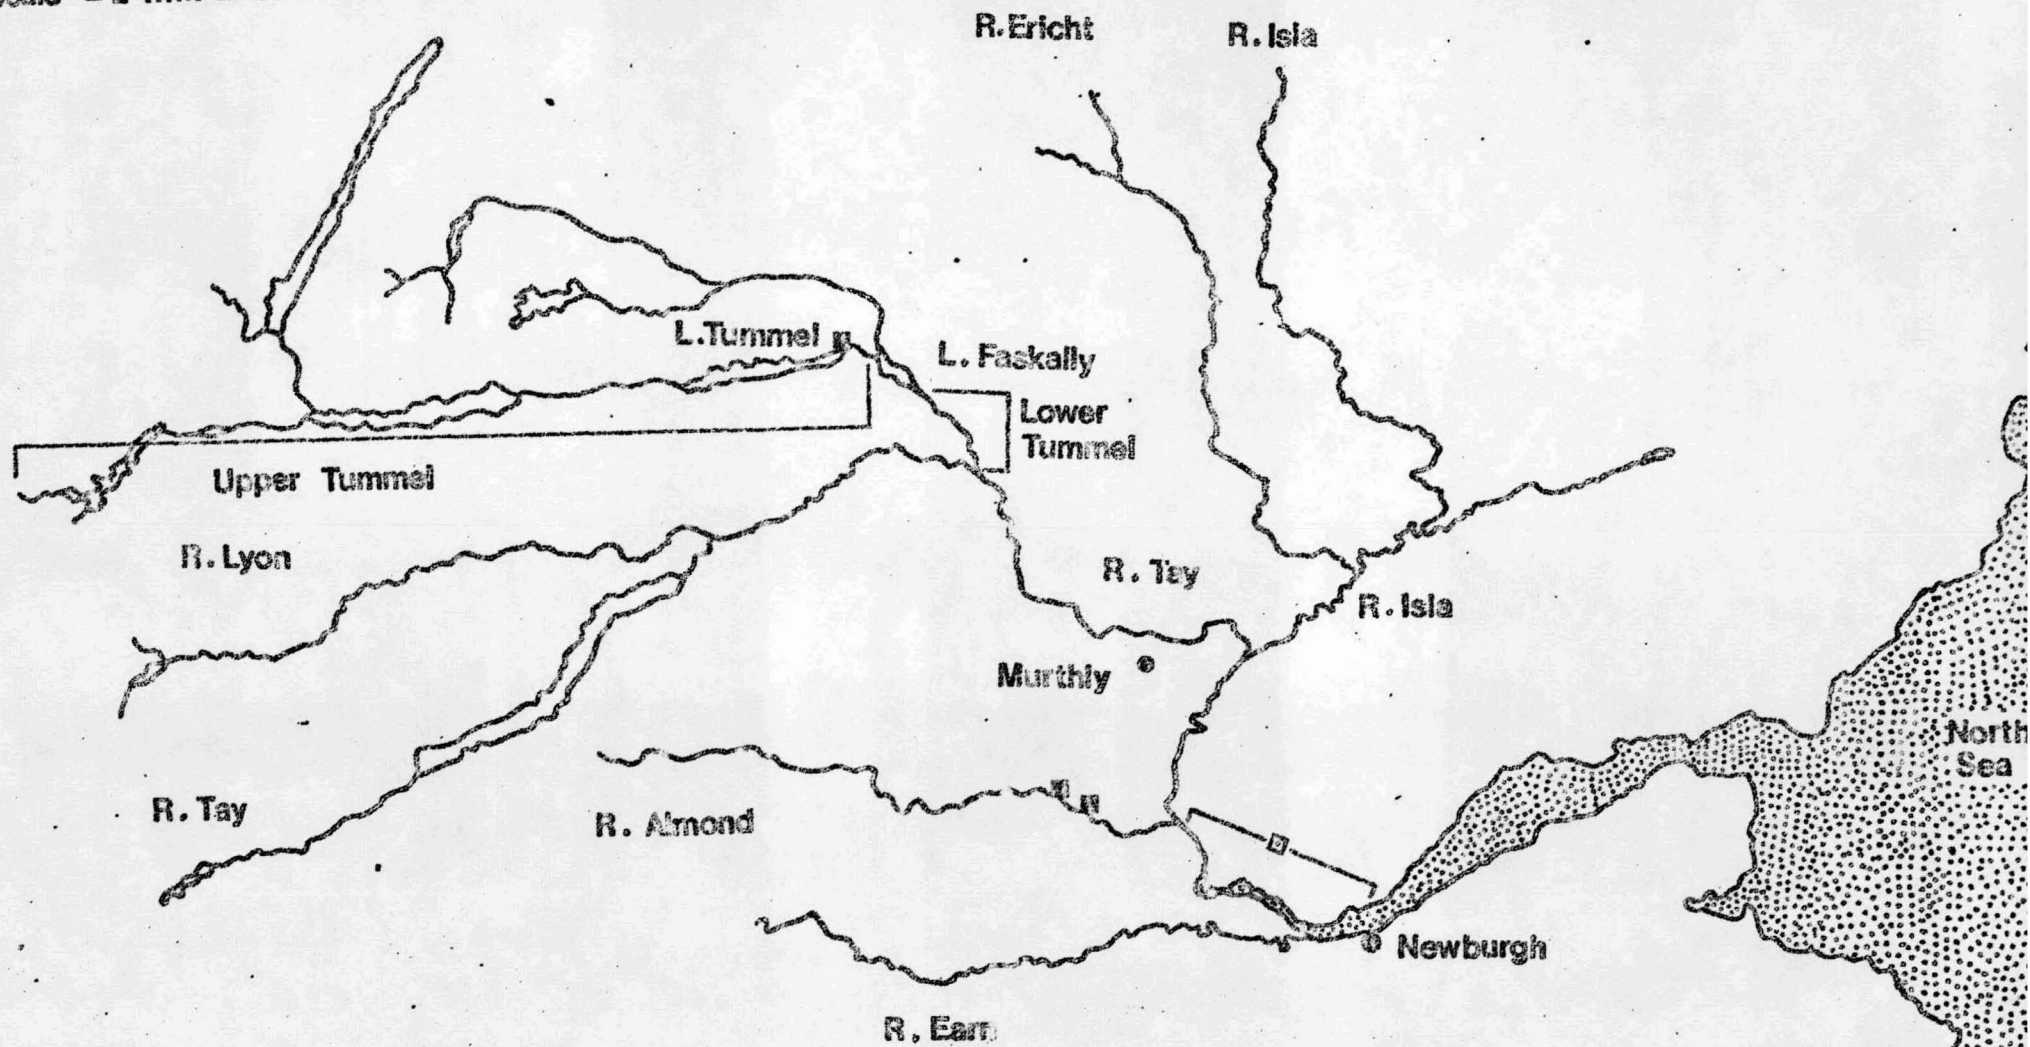 R.Ericht
R.Isla
L.Tummel
L. Faskally
Lower
Tummel
Upper Tummel
R.Lyon
R. Tay
R.Isla
Murthly
North
Sea
R. Tay
R. Almond
Newburgh
R. Earn